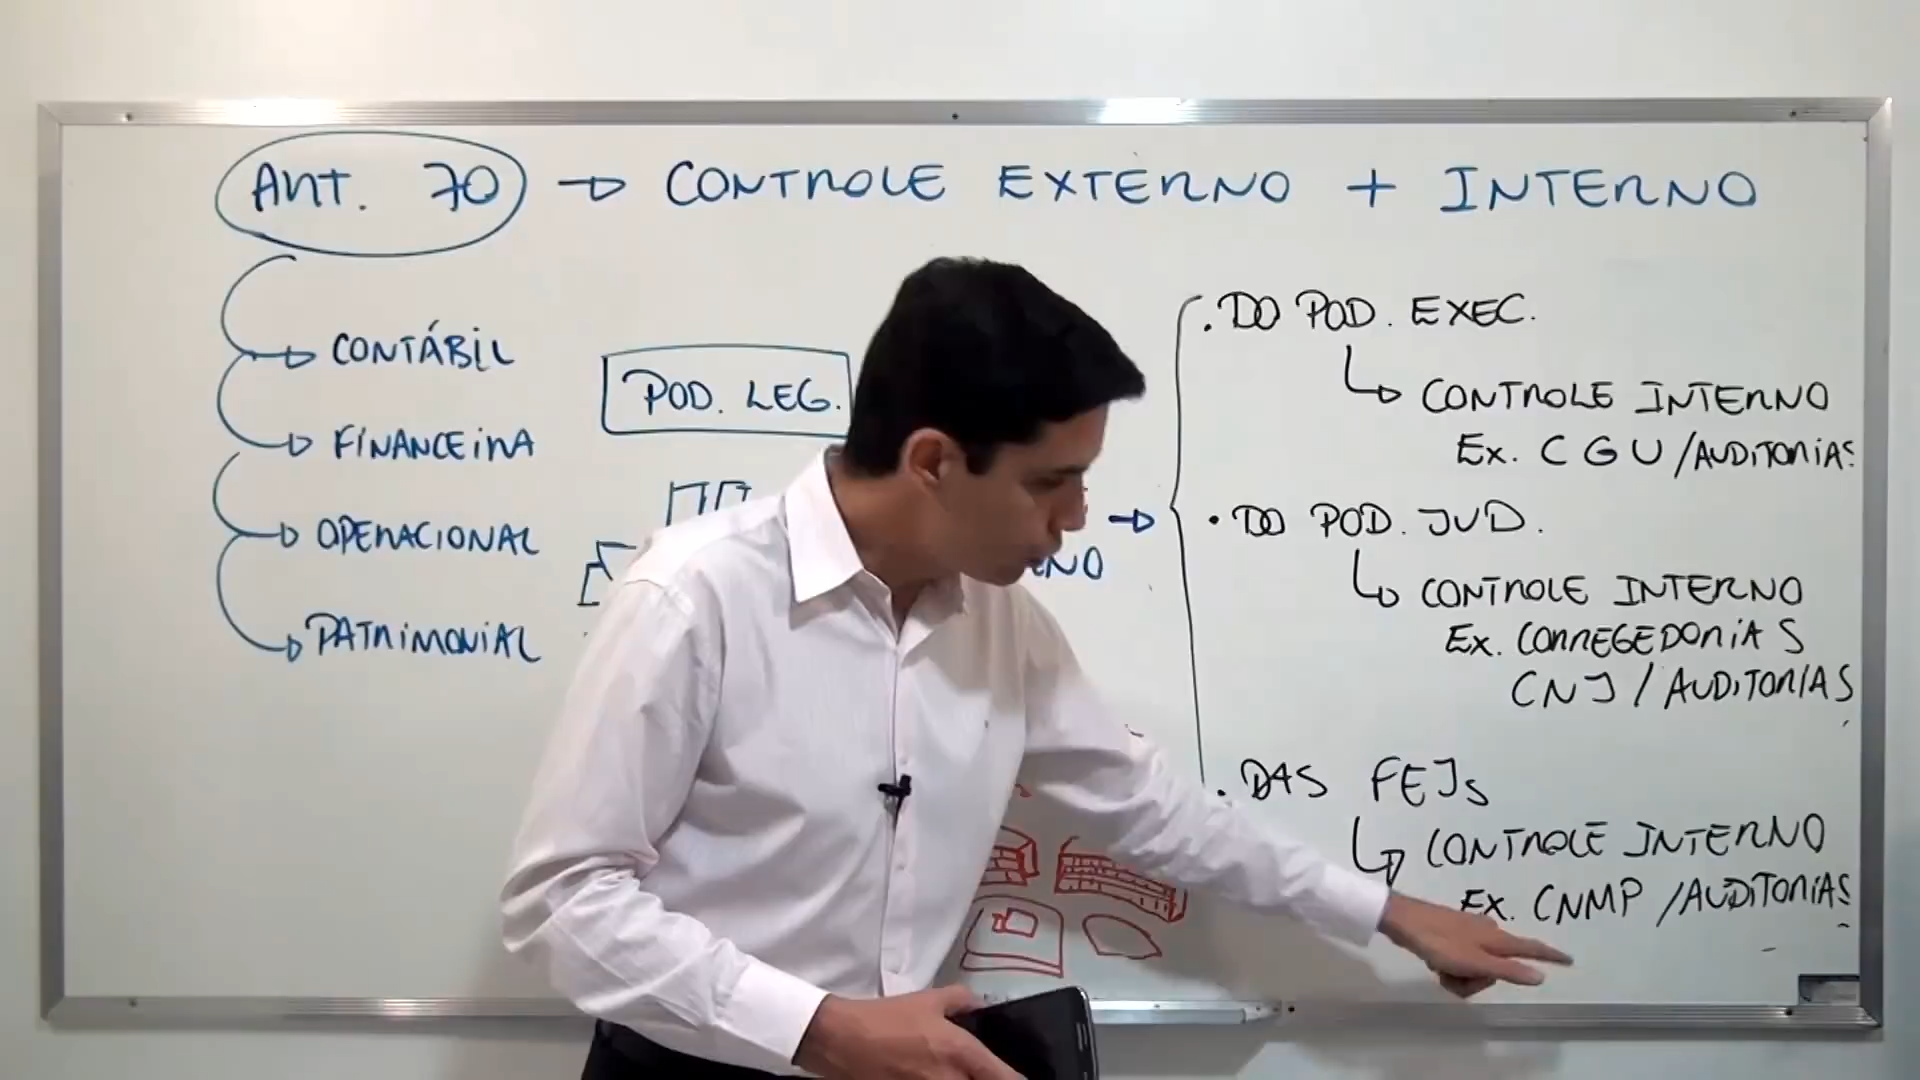 ART. 70 → CONTROLE EXTERNO + INTERNO
CONTÁBIL
FINANCEIRA
OPERACIONAL
PATRIMONIAL
POD. LEG.
. DO POD. EXEC.
CONTROLE INTERNO
EX. CGU /AUDITORIAS
• DO POD. JUD.
CONTROLE INTERNO
EX. CORREGEDORIAS
CNJ / AUDITORIAS
. DAS FEJs
CONTROLE INTERNO
EX. CNMP /AUDITORIAS